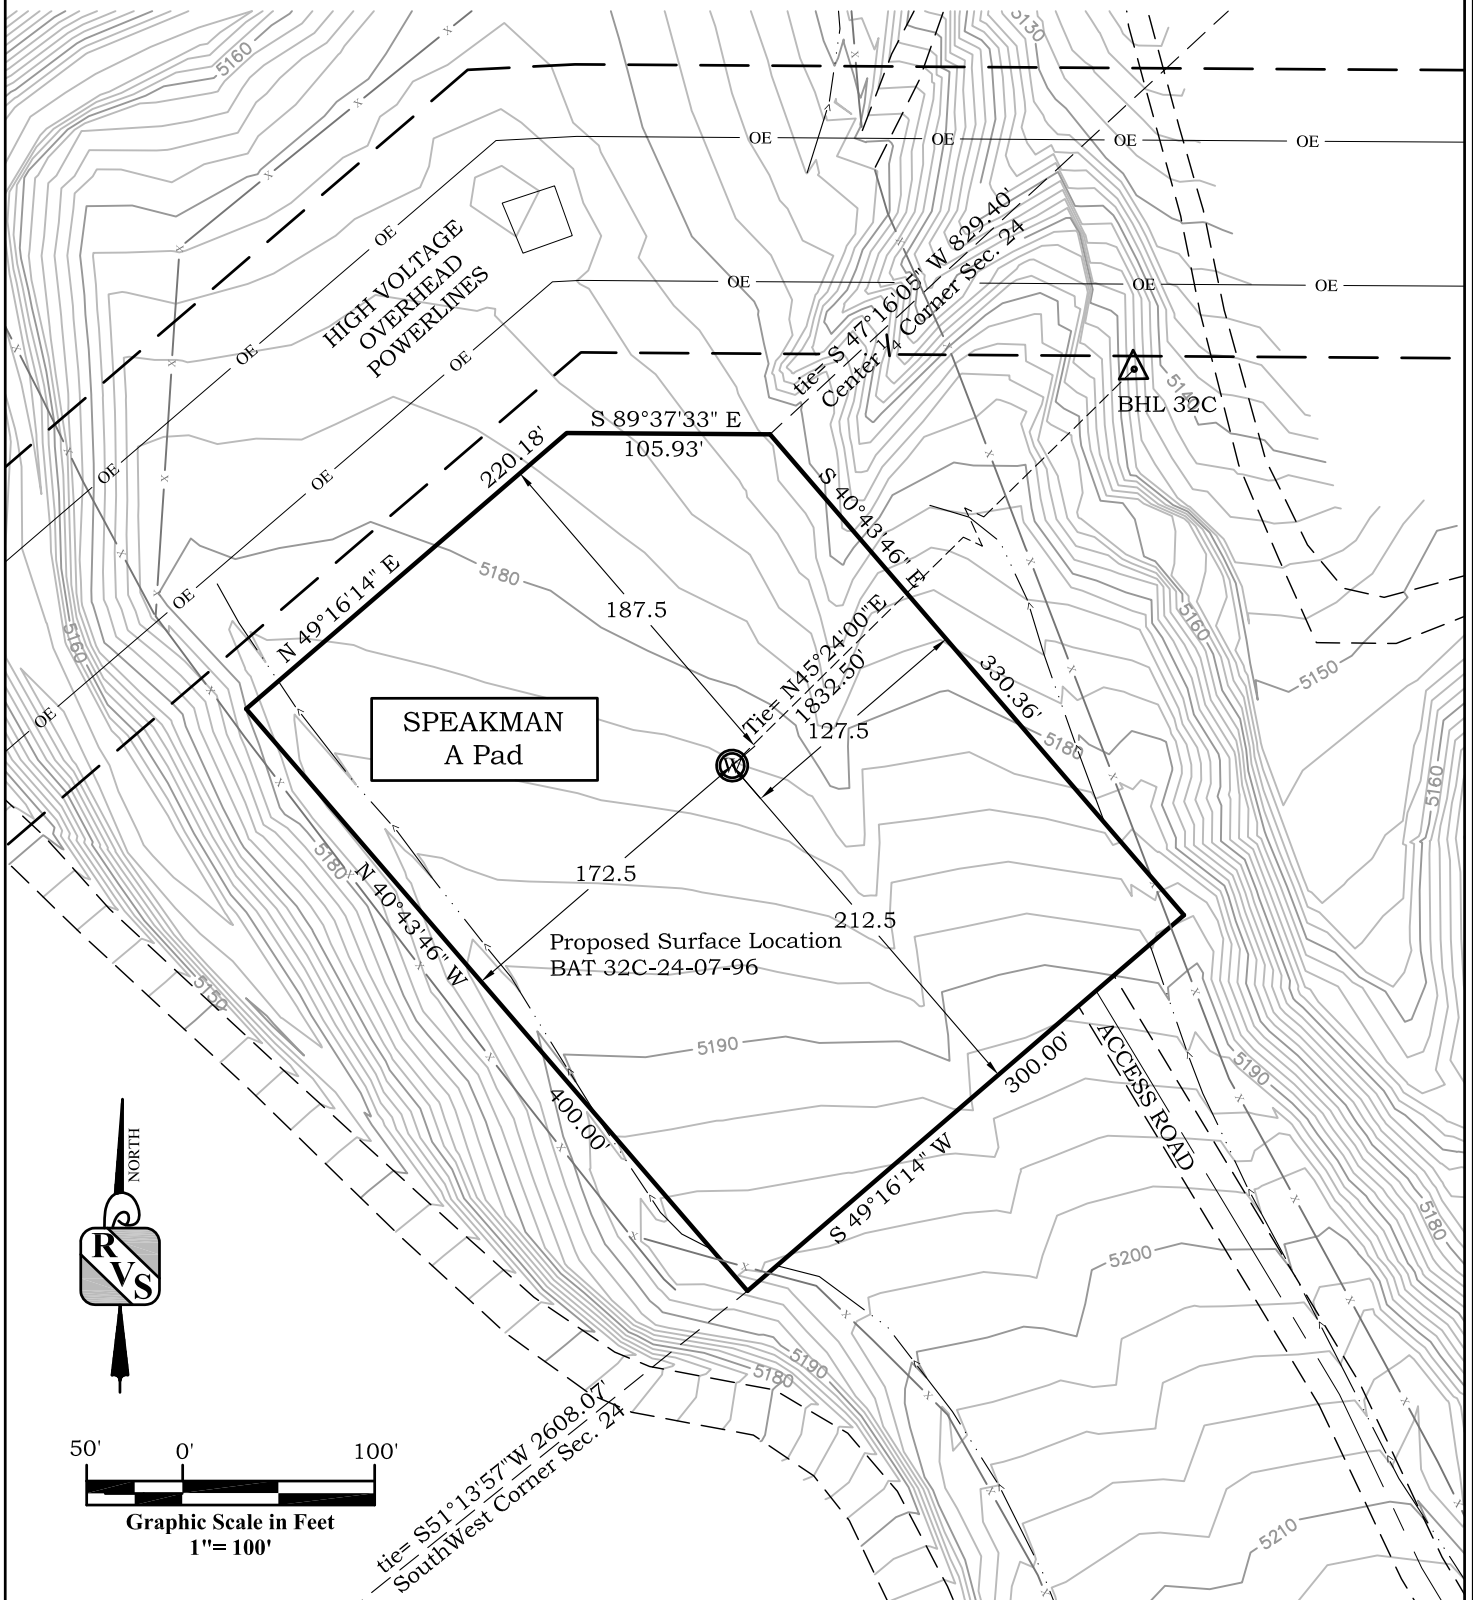 5160
5130
OE
OE
OE
OE
OE
HIGH VOLTAGE
OVERHEAD
POWERLINES
tie= S 47°16'05" W 829.40'
Center ¼ Corner Sec. 24
OE
OE
OE
OE
OE
5140
BHL 32C
S 89°37'33" E
105.93'
220.18'
OE
OE
S 40°43'46" E
N 49°16'14" E
5180
OE
187.5
5160
5160
Tie= N45°24'00"E
1832.50'
330.36'
5150
OE
SPEAKMAN
A Pad
127.5
5180
W
5160
5180
N 40°43'46" W
172.5
212.5
Proposed Surface Location
BAT 32C-24-07-96
5150
5190
300.00'
ACCESS ROAD
5190
400.00'
S 49°16'14" W
NORTH
5180
R
V
S
5200
5190
5180
tie= S51°13'57"W 2608.07'
SouthWest Corner Sec. 24
50' 0' 100'
Graphic Scale in Feet
1"= 100'
5210